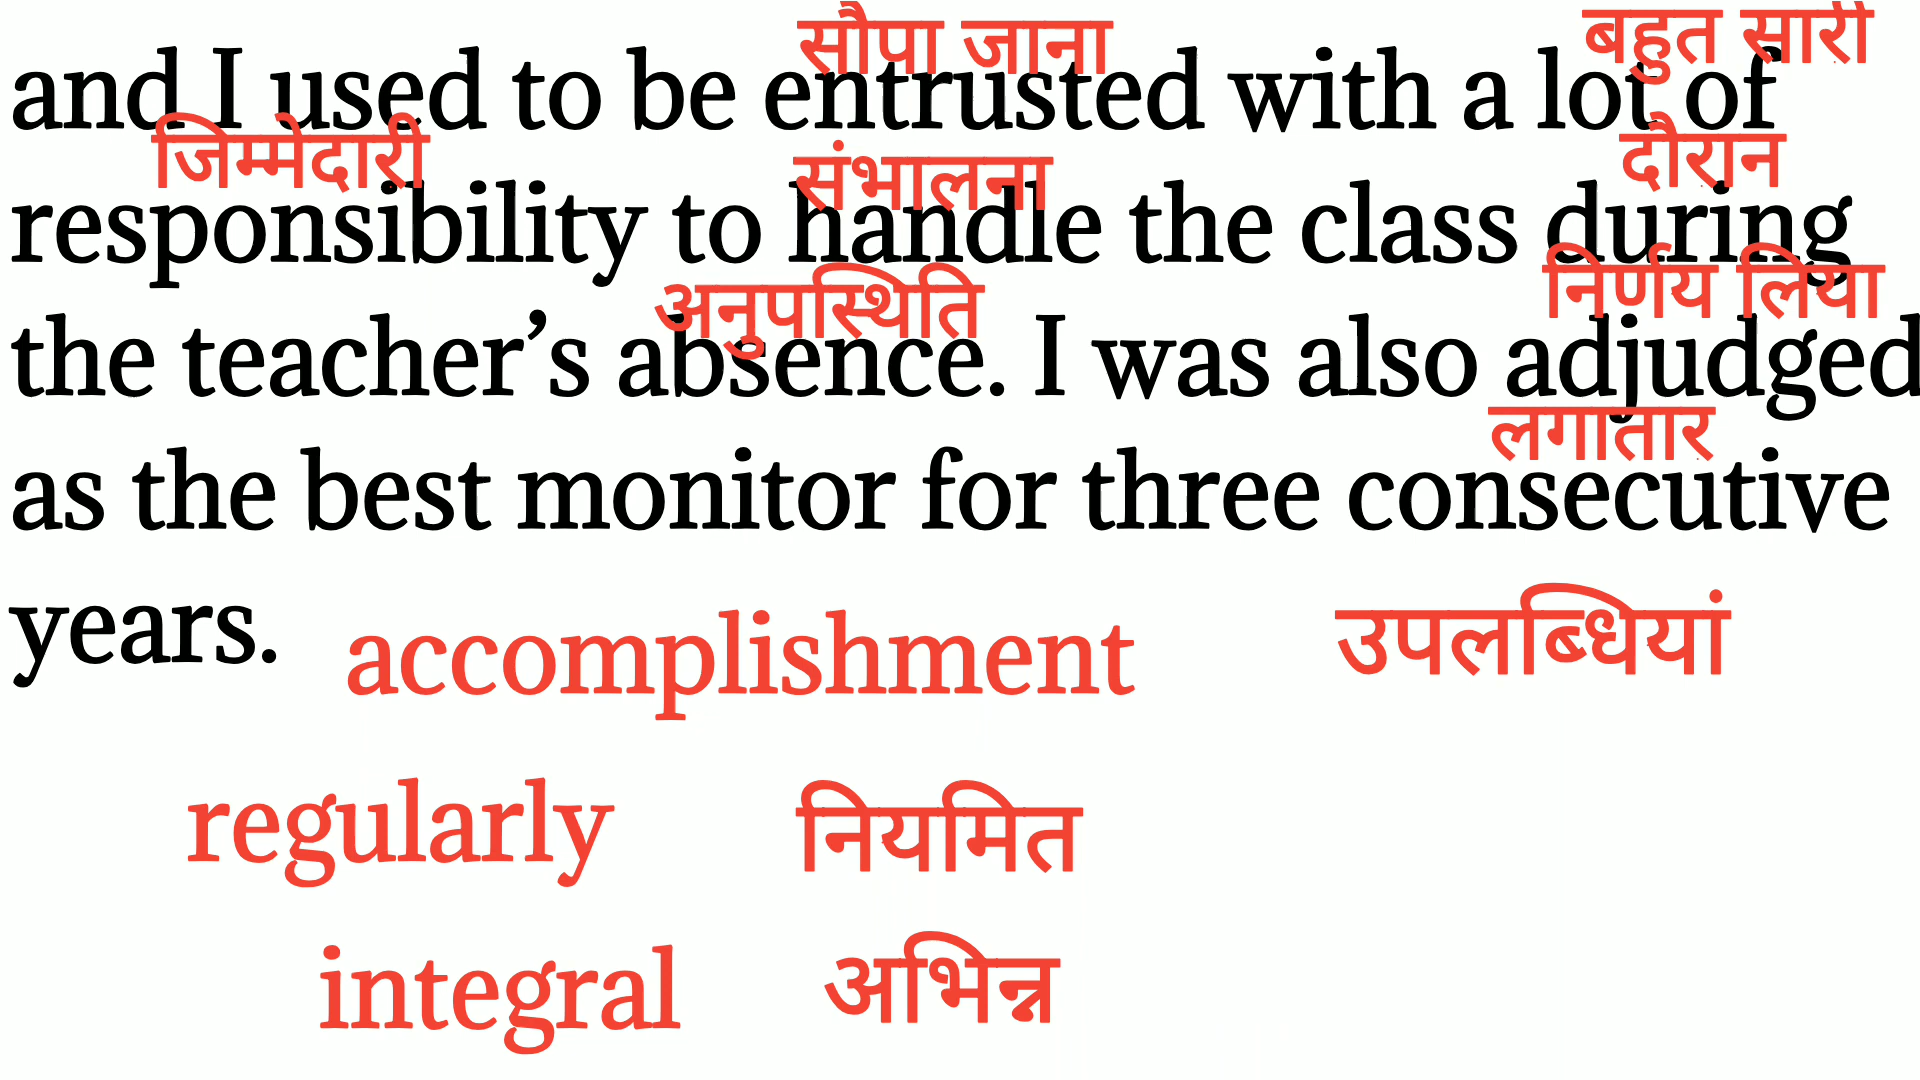 सौपा जाना बहुत सारी
and I used to be entrusted with a lot of
जिम्मेदारी संभालना दौरान
responsibility to handle the class during
अनुपस्थिति निर्णय लिया
the teacher’s absence. I was also adjudged
लगातार
as the best monitor for three consecutive
years.
accomplishment उपलब्धियां
regularly नियमित
integral अभिन्न